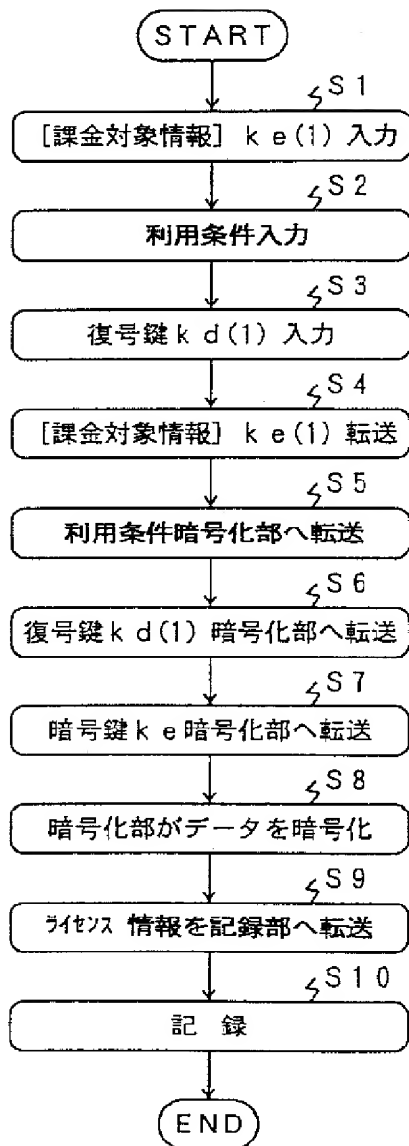 START
S1
[課金対象情報] ke(1) 入力
S2
利用条件入力
S3
復号鍵kd(1) 入力
S4
[課金対象情報] ke(1) 転送
S5
利用条件暗号化部へ転送
S6
復号鍵kd(1) 暗号化部へ転送
S7
暗号鍵ke暗号化部へ転送
S8
暗号化部がデータを暗号化
S9
ライセンス 情報を記録部へ転送
S10
記 録
END